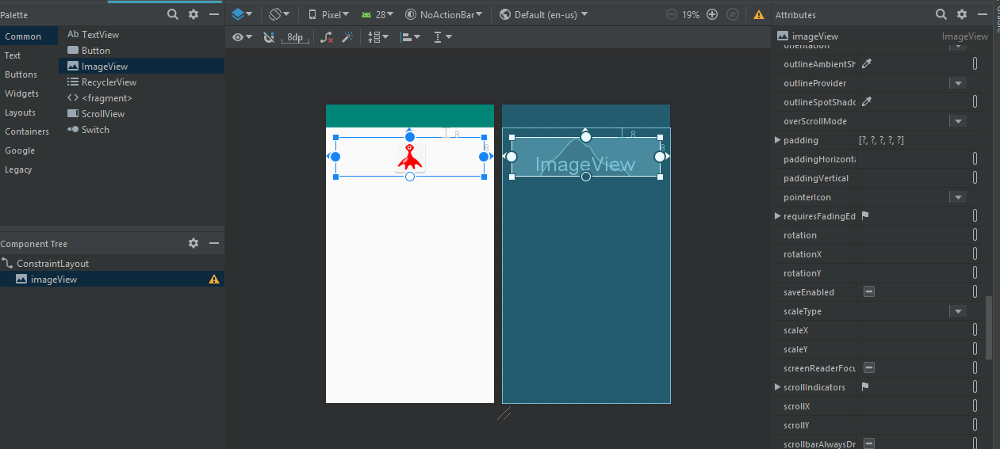 Palette
Pixel
28
NoActionBar
Default (en-us)
19%
Attributes
Common
Ab TextView
8dp
imageView
ImageView
Text
Button
orientation
Buttons
ImageView
outlineAmbientSh
Widgets
RecyclerView
outlineProvider
Layouts
<fragment>
outlineSpotShado
Containers
ScrollView
overScrollMode
Google
Switch
padding
[?, ?, ?, ?, ?]
Legacy
paddingHorizonta
paddingVertical
pointerIcon
requiresFadingEd
8
8
8
8
ImageView
Component Tree
ConstraintLayout
imageView
rotation
rotationX
rotationY
saveEnabled
scaleType
scaleX
scaleY
screenReaderFocu
scrollIndicators
scrollX
scrollY
scrollbarAlwaysDr